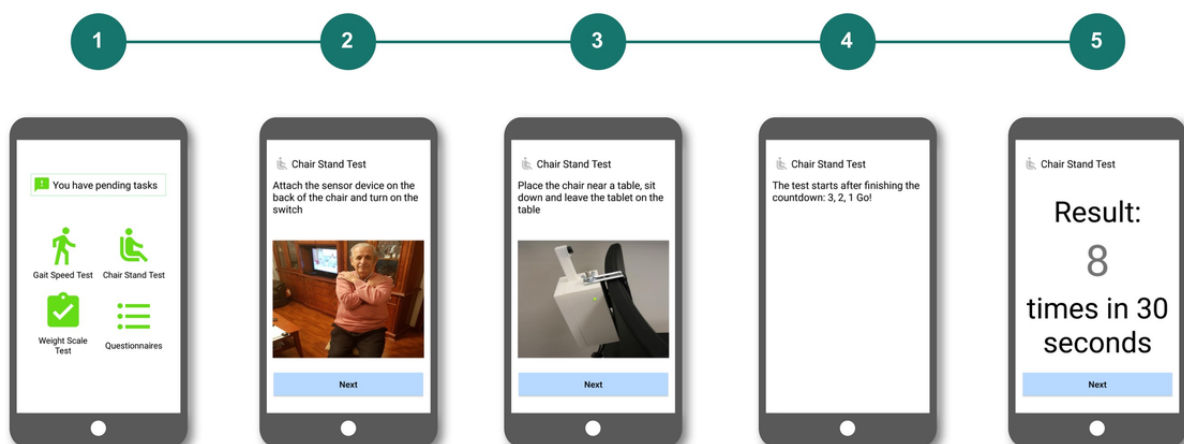 1
2
3
4
5
You have pending tasks
Gait Speed Test
Chair Stand Test
Weight Scale
Test
Questionnaires
Chair Stand Test
Attach the sensor device on the
back of the chair and turn on the
switch
Next
Chair Stand Test
Place the chair near a table, sit
down and leave the tablet on the
table
Next
Chair Stand Test
The test starts after finishing the
countdown: 3, 2, 1 Go!
Chair Stand Test
Result:
8
times in 30
seconds
Next